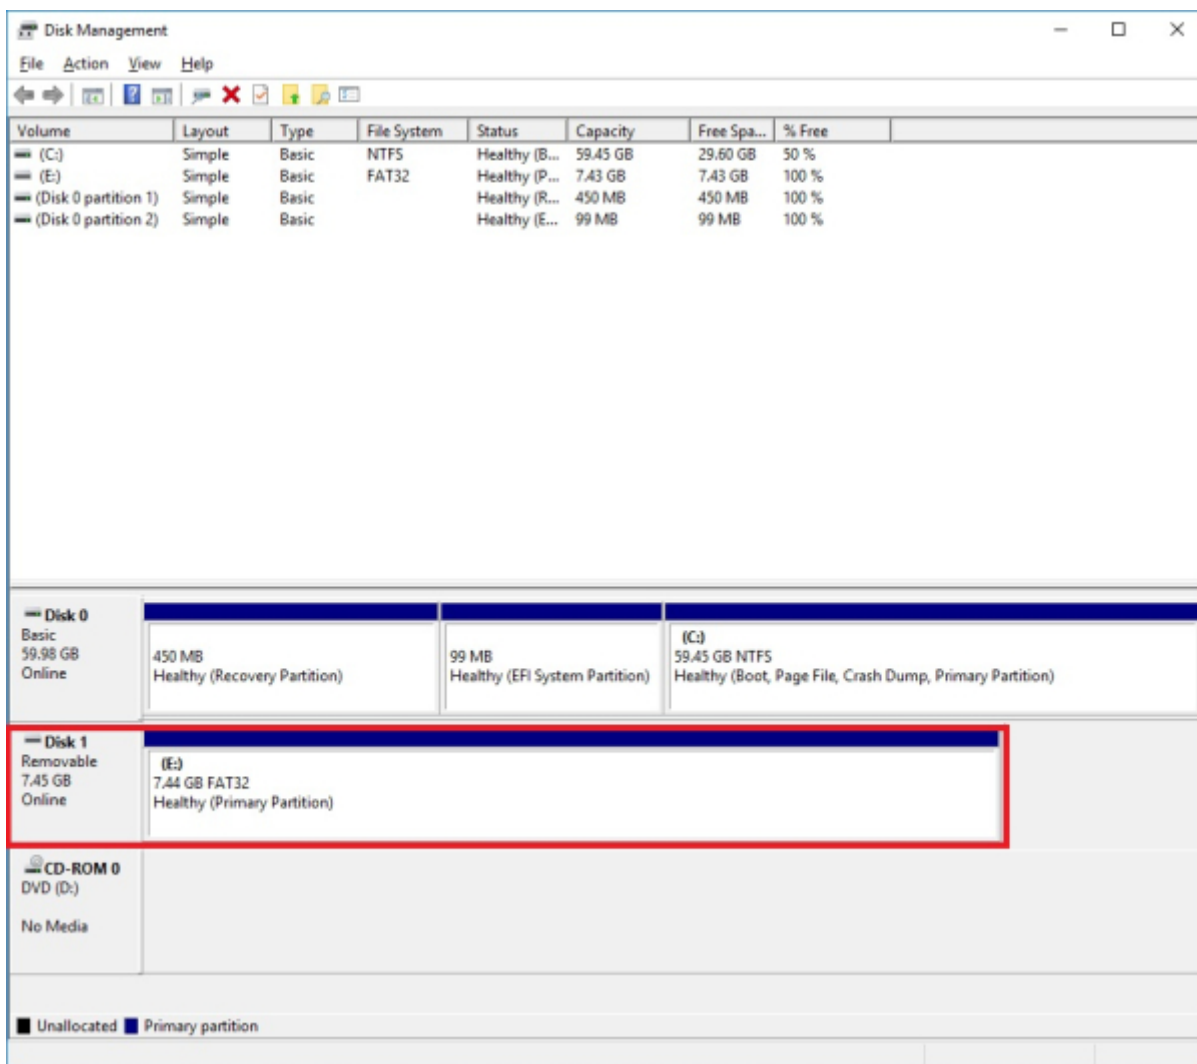 Disk Management
File Action View Help
Volume Layout Type File System Status Capacity Free Spa... % Free
(C:) Simple Basic NTFS Healthy (B... 59.45 GB 29.60 GB 50 %
(E:) Simple Basic FAT32 Healthy (P... 7.43 GB 7.43 GB 100 %
(Disk 0 partition 1) Simple Basic Healthy (R... 450 MB 450 MB 100 %
(Disk 0 partition 2) Simple Basic Healthy (E... 99 MB 99 MB 100 %
Disk 0
Basic
59.98 GB
Online
450 MB
Healthy (Recovery Partition)
99 MB
Healthy (EFI System Partition)
(C:)
59.45 GB NTFS
Healthy (Boot, Page File, Crash Dump, Primary Partition)
Disk 1
Removable
7.45 GB
Online
(E:)
7.44 GB FAT32
Healthy (Primary Partition)
CD-ROM 0
DVD (D:)
No Media
Unallocated Primary partition